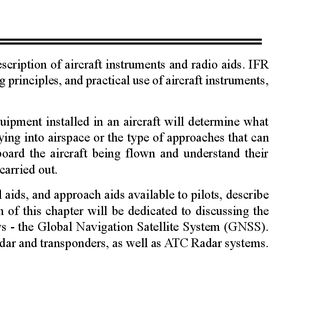 escription of aircraft instruments and radio aids. IFR
g principles, and practical use of aircraft instruments,
uipment installed in an aircraft will determine what
ying into airspace or the type of approaches that can
oard the aircraft being flown and understand their
carried out.
l aids, and approach aids available to pilots, describe
n of this chapter will be dedicated to discussing the
s - the Global Navigation Satellite System (GNSS).
dar and transponders, as well as ATC Radar systems.